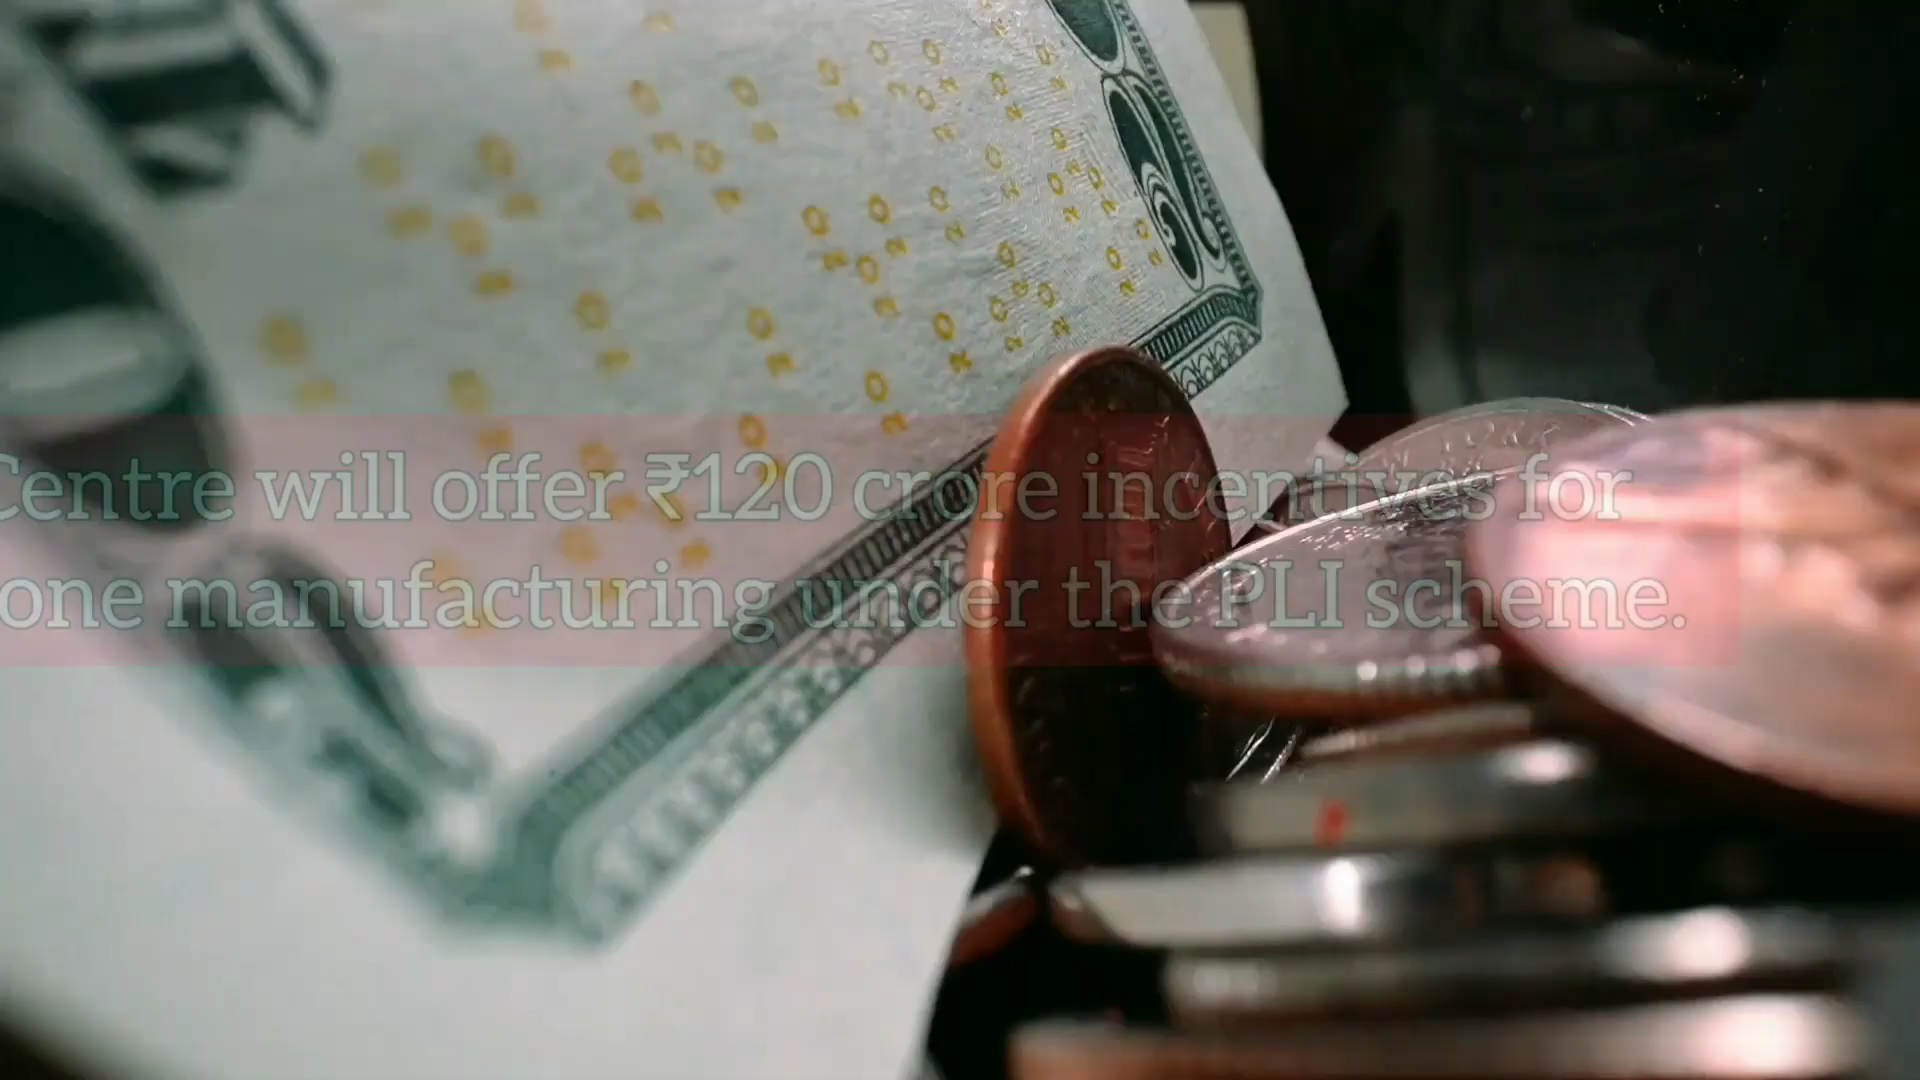 Centre will offer ₹120 crore incentives for
one manufacturing under the PLI scheme.